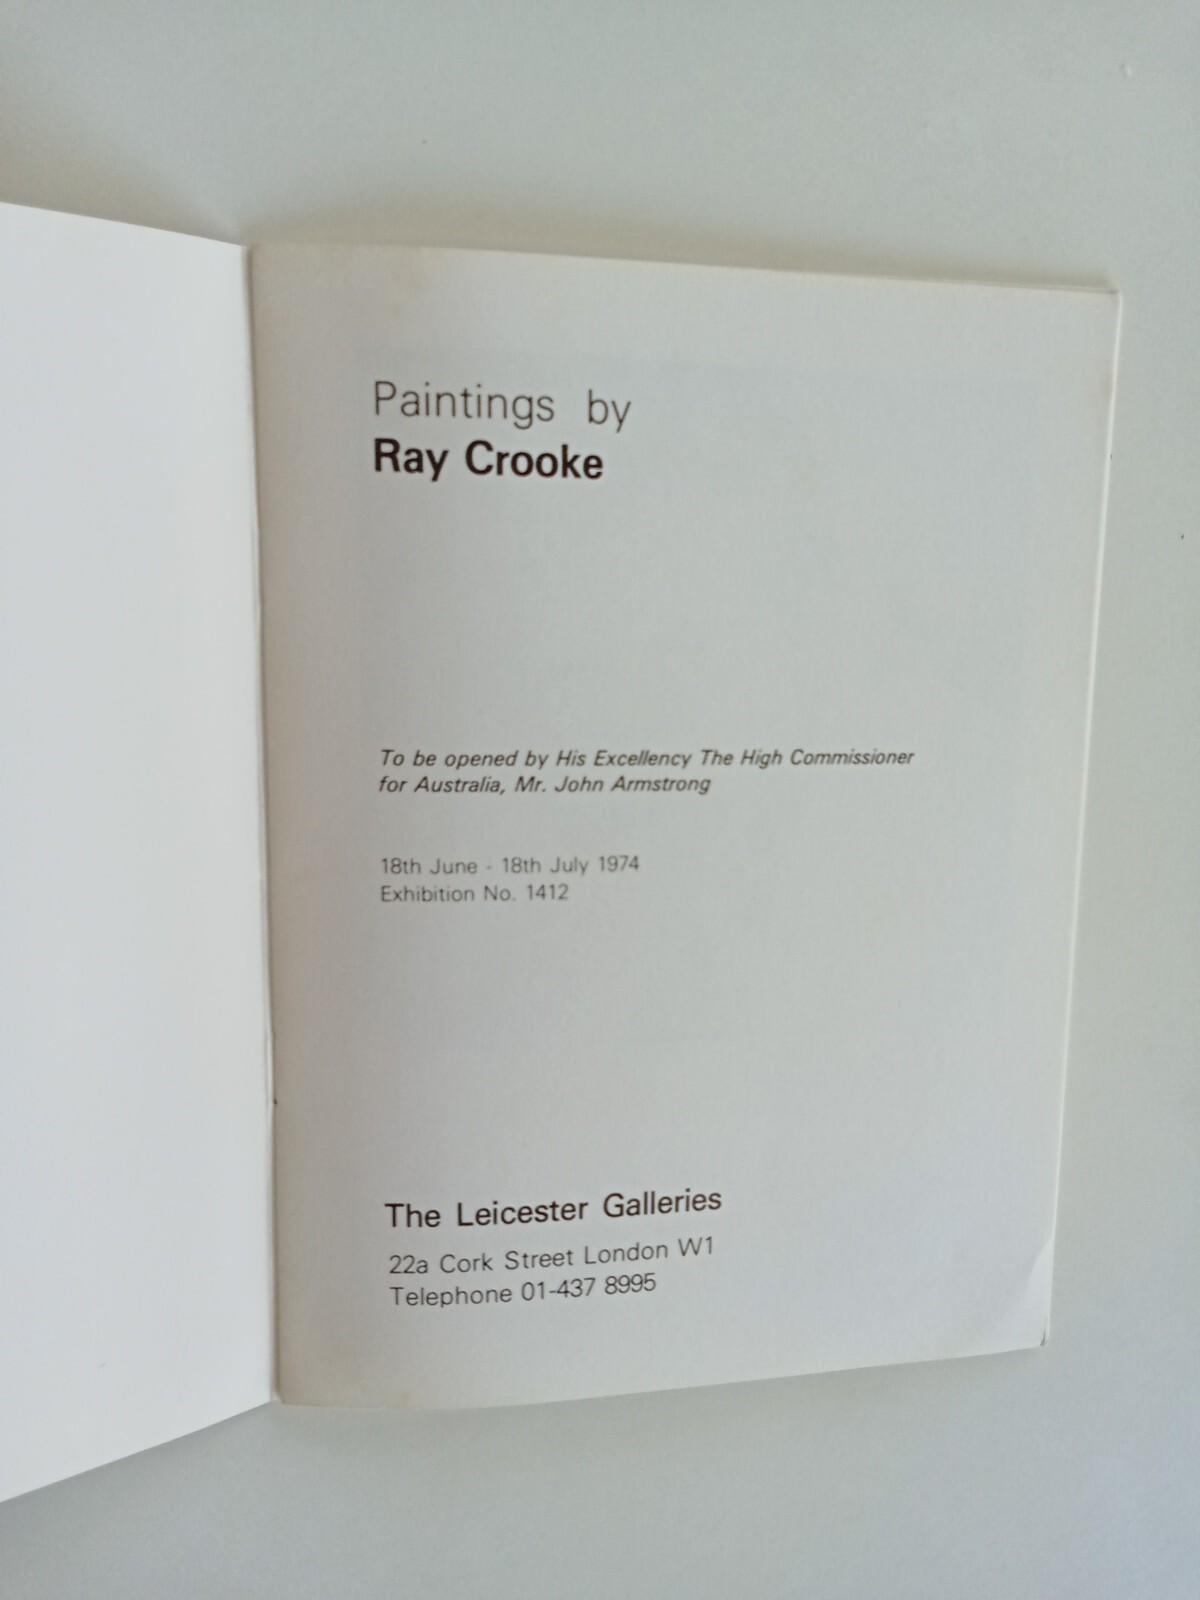 Paintings by
Ray Crooke
To be opened by His Excellency The High Commissioner
for Australia, Mr. John Armstrong
18th June - 18th July 1974
Exhibition No. 1412
The Leicester Galleries
22a Cork Street London W1
Telephone 01-437 8995